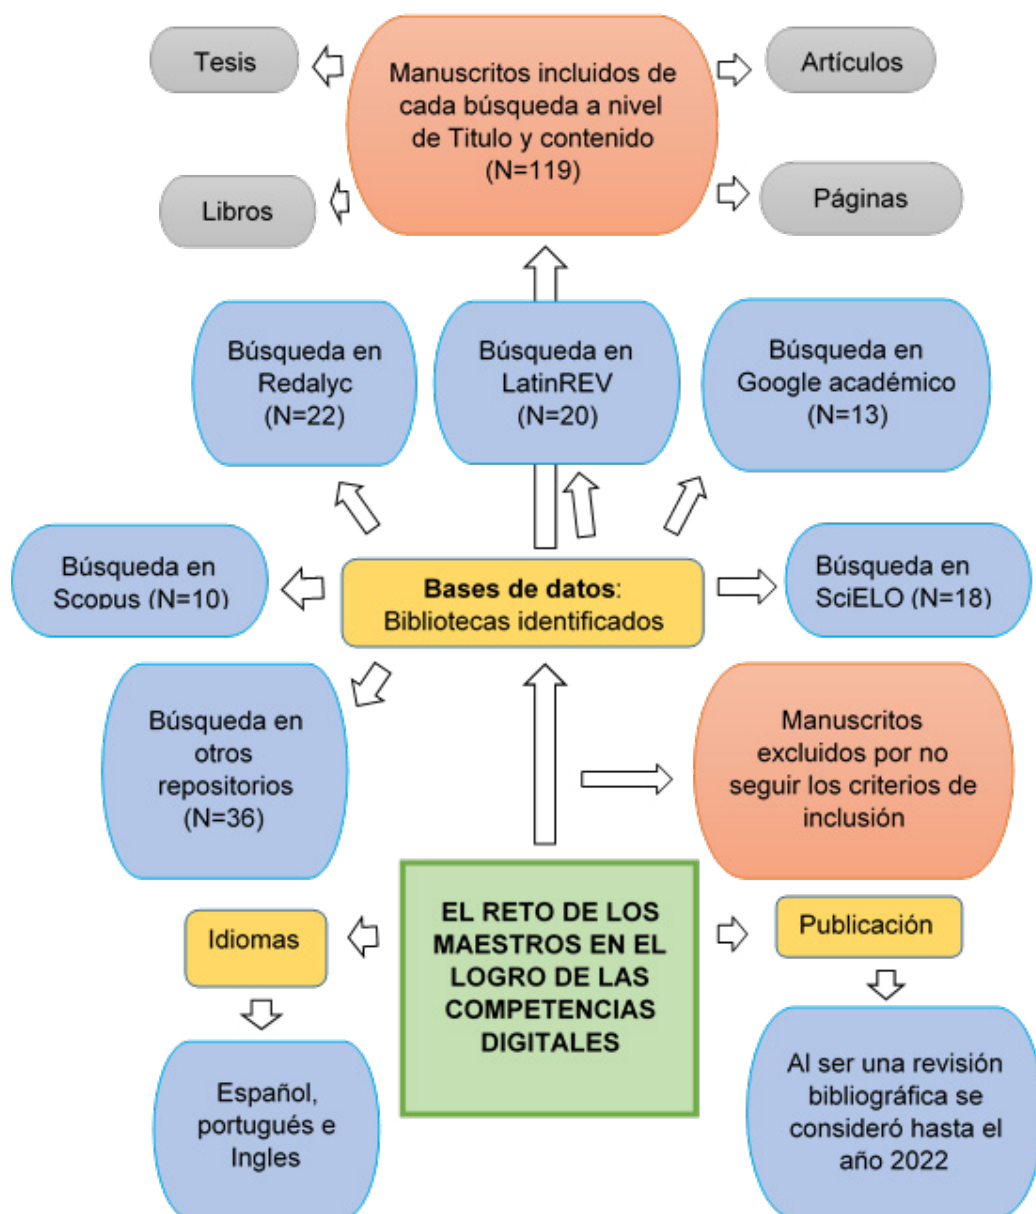 Tesis
Manuscritos incluidos de
cada búsqueda a nivel
de Titulo y contenido
(N=119)
Artículos
Libros
Páginas
Búsqueda en
Redalyc
(N=22)
Búsqueda en
LatinREV
(N=20)
Búsqueda en
Google académico
(N=13)
Búsqueda en
Scopus (N=10)
Bases de datos:
Bibliotecas identificados
Búsqueda en
SciELO (N=18)
Búsqueda en
otros
repositorios
(N=36)
Manuscritos
excluidos por no
seguir los criterios de
inclusión
EL RETO DE LOS
MAESTROS EN EL
LOGRO DE LAS
COMPETENCIAS
DIGITALES
Idiomas
Publicación
Español,
portugués e
Ingles
Al ser una revisión
bibliográfica se
consideró hasta el
año 2022